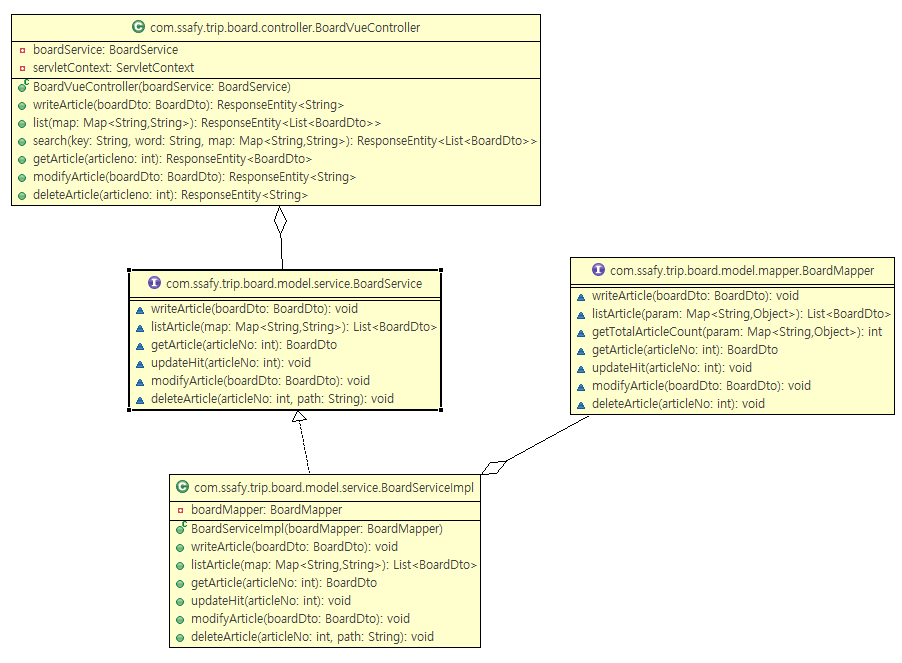 com.ssafy.trip.board.controller.BoardVueController
boardService: BoardService
servletContext: ServletContext
BoardVueController(boardService: BoardService)
writeArticle(boardDto: BoardDto): ResponseEntity<String>
list(map: Map<String,String>): ResponseEntity<List<BoardDto>>
search(key: String, word: String, map: Map<String,String>): ResponseEntity<List<BoardDto>>
getArticle(articleno: int): ResponseEntity<BoardDto>
modifyArticle(boardDto: BoardDto): ResponseEntity<String>
deleteArticle(articleno: int): ResponseEntity<String>
com.ssafy.trip.board.model.service.BoardService
writeArticle(boardDto: BoardDto): void
listArticle(map: Map<String,String>): List<BoardDto>
getArticle(articleNo: int): BoardDto
updateHit(articleNo: int): void
modifyArticle(boardDto: BoardDto): void
deleteArticle(articleNo: int, path: String): void
com.ssafy.trip.board.model.mapper.BoardMapper
writeArticle(boardDto: BoardDto): void
listArticle(param: Map<String,Object>): List<BoardDto>
getTotalArticleCount(param: Map<String,Object>): int
getArticle(articleNo: int): BoardDto
updateHit(articleNo: int): void
modifyArticle(boardDto: BoardDto): void
deleteArticle(articleNo: int): void
com.ssafy.trip.board.model.service.BoardServiceImpl
boardMapper: BoardMapper
BoardServiceImpl(boardMapper: BoardMapper)
writeArticle(boardDto: BoardDto): void
listArticle(map: Map<String,String>): List<BoardDto>
getArticle(articleNo: int): BoardDto
updateHit(articleNo: int): void
modifyArticle(boardDto: BoardDto): void
deleteArticle(articleNo: int, path: String): void